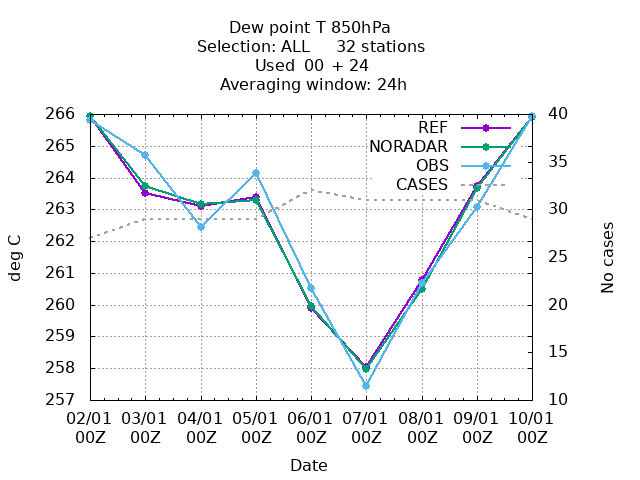 Dew point T 850hPa
Selection: ALL 32 stations
Used 00 + 24
Averaging window: 24h
266
265
264
263
262
261
260
259
258
257
deg C
40
35
30
25
20
15
10
No cases
REF
NORADAR
OBS
CASES
02/01 03/01 04/01 05/01 06/01 07/01 08/01 09/01 10/01
00Z 00Z 00Z 00Z 00Z 00Z 00Z 00Z 00Z
Date